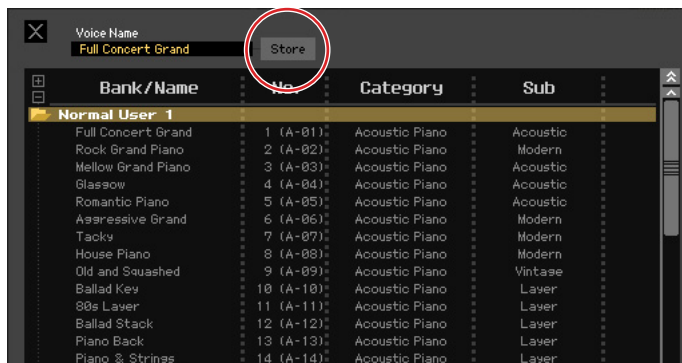 Voice Name
Full Concert Grand Store
Bank/Name No. Category Sub
Normal User 1
Full Concert Grand 1 (A-01) Acoustic Piano Acoustic
Rock Grand Piano 2 (A-02) Acoustic Piano Modern
Mellow Grand Piano 3 (A-03) Acoustic Piano Acoustic
Glasgow 4 (A-04) Acoustic Piano Acoustic
Romantic Piano 5 (A-05) Acoustic Piano Acoustic
Aggressive Grand 6 (A-06) Acoustic Piano Modern
Tacky 7 (A-07) Acoustic Piano Modern
House Piano 8 (A-08) Acoustic Piano Modern
Old and Squashed 9 (A-09) Acoustic Piano Vintage
Ballad Key 10 (A-10) Acoustic Piano Layer
80s Layer 11 (A-11) Acoustic Piano Layer
Ballad Stack 12 (A-12) Acoustic Piano Layer
Piano Back 13 (A-13) Acoustic Piano Layer
Piano & Strings 14 (A-14) Acoustic Piano Layer